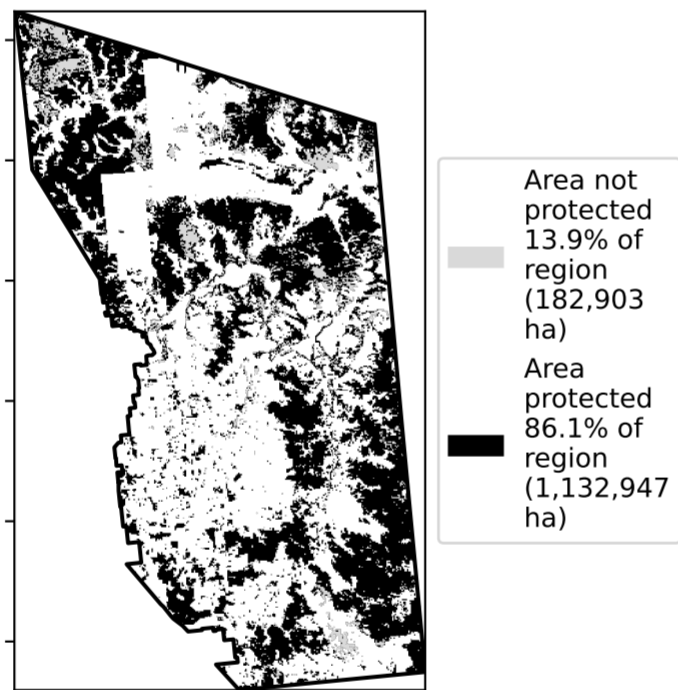 Area not
protected
13.9% of
region
(182,903
ha)
Area
protected
86.1% of
region
(1,132,947
ha)